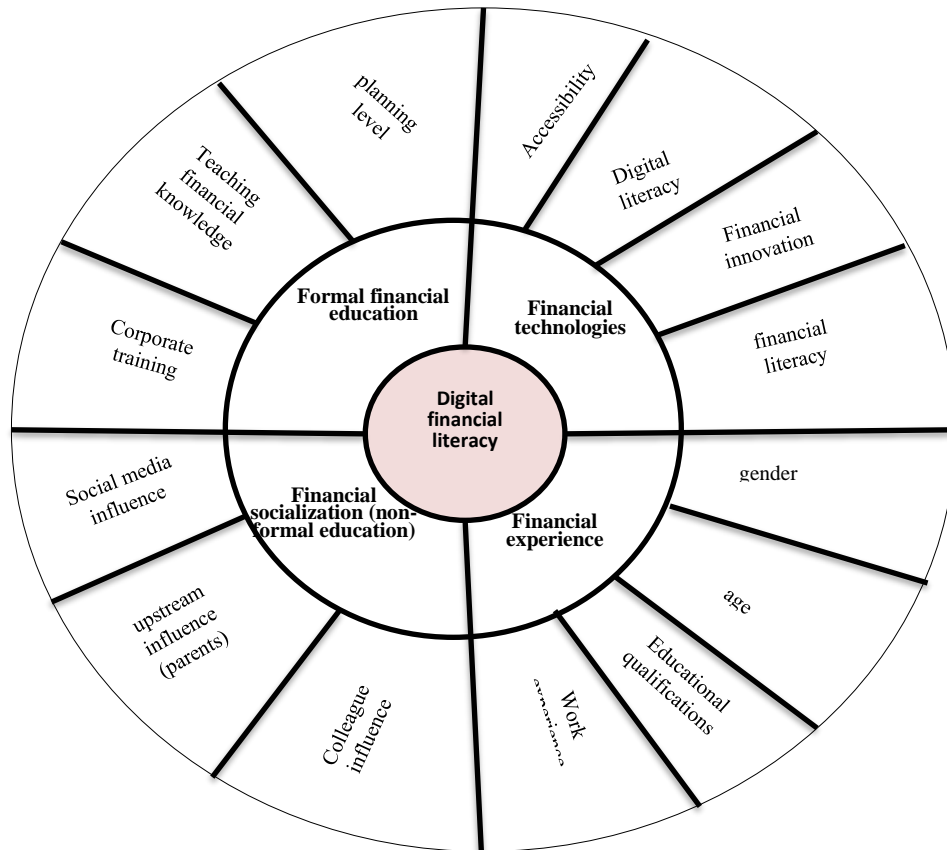 planning
level
Accessibility
Teaching
financial
knowledge
Digital
literacy
Financial
innovation
Corporate
training
Formal financial
education
Financial
technologies
financial
literacy
Digital
financial
literacy
Social media
influence
Financial
socialization (non-
formal education)
Financial
experience
gender
age
upstream
influence
(parents)
Educational
qualifications
Colleague
influence
Work
experience